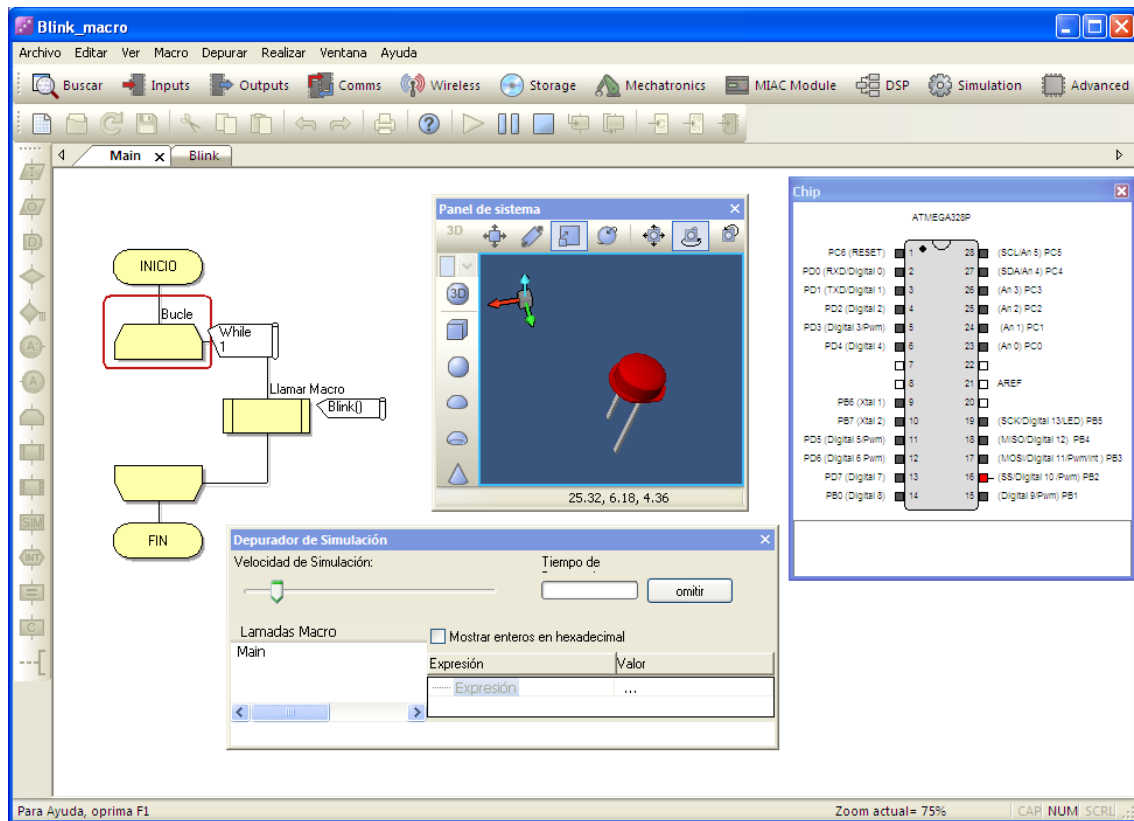 Blink_macro
Archivo Editar Ver Macro Depurar Realizar Ventana Ayuda
Buscar Inputs Outputs Comms Wireless Storage Mechatronics MIAC Module DSP Simulation Advanced
Main x Blink
INICIO
Bucle
While
1
Llamar Macro
Blink()
FIN
Panel de sistema
3D
3D
25.32, 6.18, 4.36
Chip
ATMEGA328P
PC6 (RESET) 1 28 (SCL/An 5) PC5
PD0 (RXD/Digital 0) 2 27 (SDA/An 4) PC4
PD1 (TXD/Digital 1) 3 26 (An 3) PC3
PD2 (Digital 2) 4 25 (An 2) PC2
PD3 (Digital 3/Pwm) 5 24 (An 1) PC1
PD4 (Digital 4) 6 23 (An 0) PC0
7 22
8 21 AREF
PB6 (Xtal 1) 9 20
PB7 (Xtal 2) 10 19 (SCK/Digital 13/LED) PB5
PD5 (Digital 5/Pwm) 11 18 (MISO/Digital 12) PB4
PD6 (Digital 6 Pwm) 12 17 (MOSI/Digital 11/Pwm/int ) PB3
PD7 (Digital 7) 13 16 (SS/Digital 10 /Pwm) PB2
PB0 (Digital 8) 14 15 (Digital 9/Pwm) PB1
Depurador de Simulación
Velocidad de Simulación:
Tiempo de
omitir
Lamadas Macro
Main
Mostrar enteros en hexadecimal
Expresión Valor
Expresión ...
D
A
A
SIM
INT
C
Para Ayuda, oprima F1
Zoom actual= 75%
CAP NUM SCRL